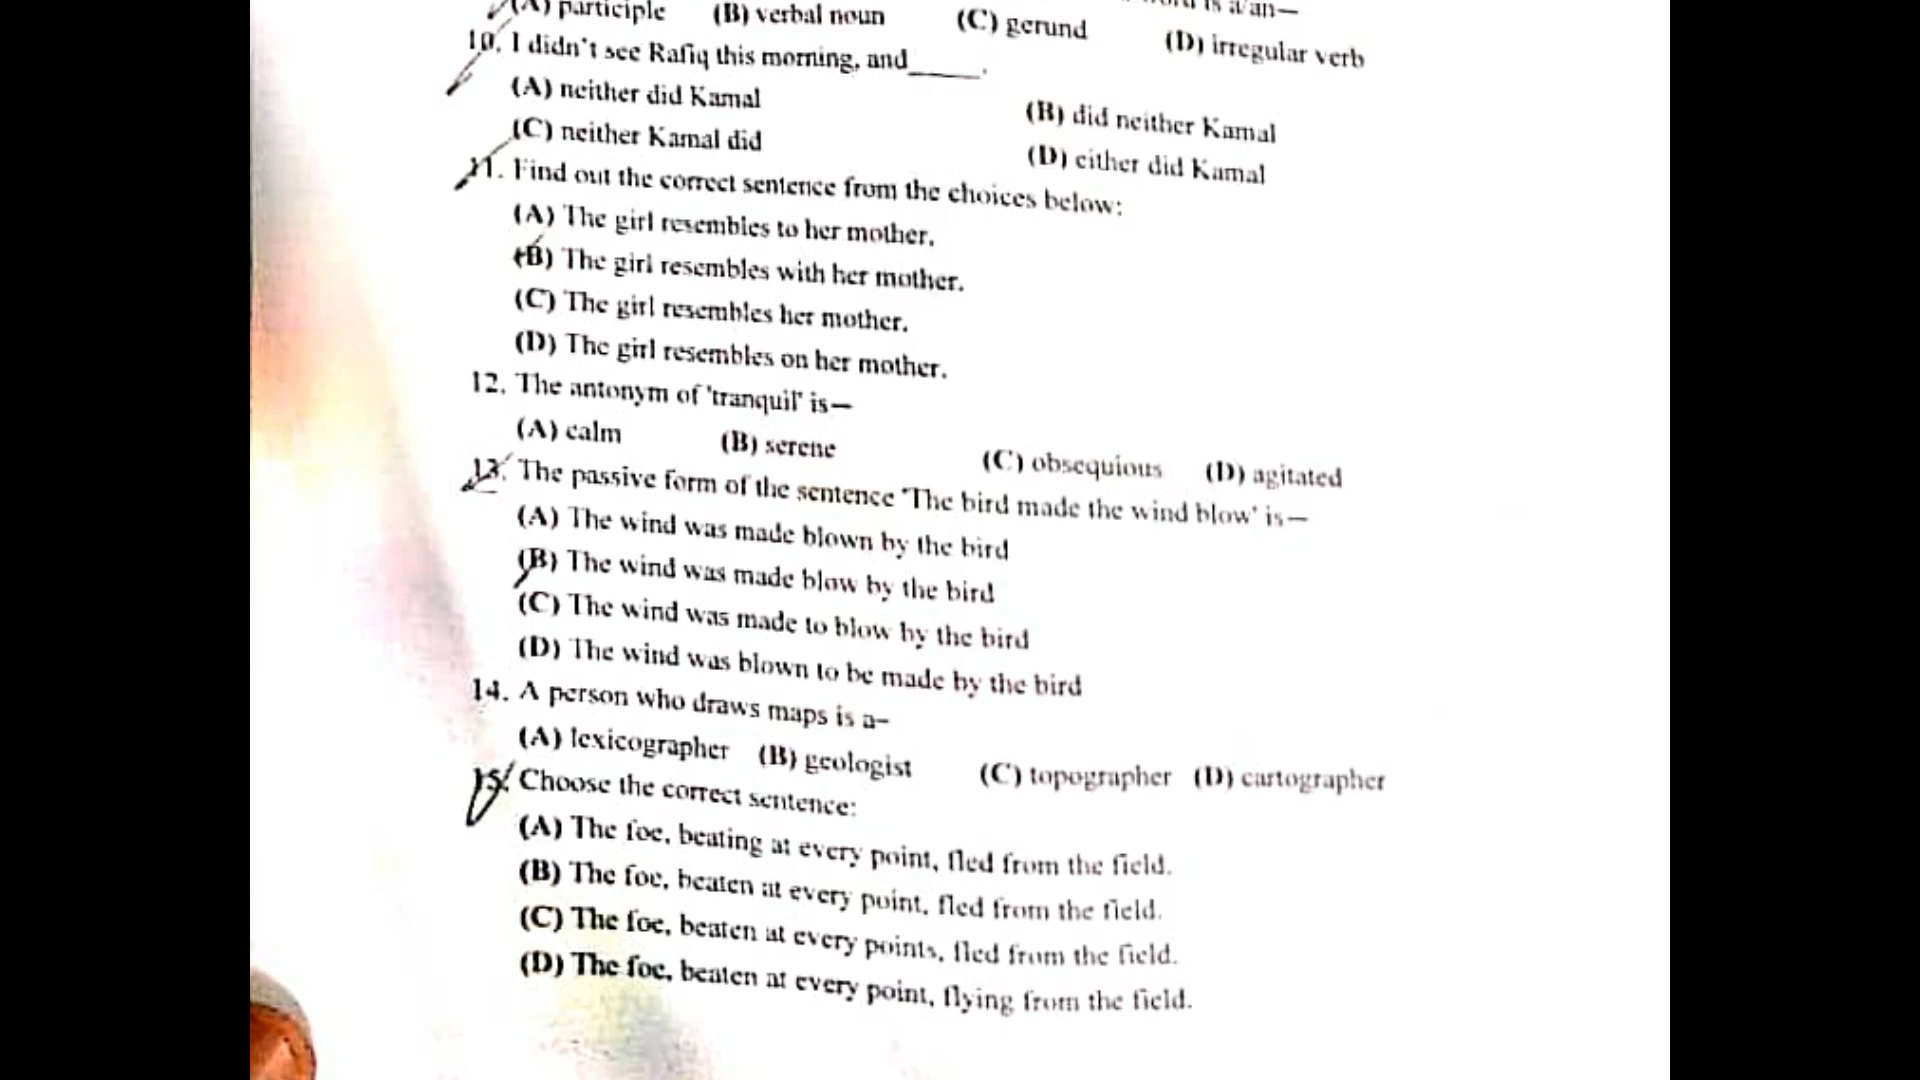 is a/an—
(A) participle (B) verbal noun (C) gerund (D) irregular verb
10. I didn't see Rafiq this morning, and_____.
(A) neither did Kamal (B) did neither Kamal
(C) neither Kamal did (D) either did Kamal
11. Find out the correct sentence from the choices below:
(A) The girl resembles to her mother.
(B) The girl resembles with her mother.
(C) The girl resembles her mother.
(D) The girl resembles on her mother.
12. The antonym of 'tranquil' is—
(A) calm (B) serene (C) obsequious (D) agitated
13. The passive form of the sentence 'The bird made the wind blow' is—
(A) The wind was made blown by the bird
(B) The wind was made blow by the bird
(C) The wind was made to blow by the bird
(D) The wind was blown to be made by the bird
14. A person who draws maps is a–
(A) lexicographer (B) geologist (C) topographer (D) cartographer
15. Choose the correct sentence:
(A) The foe, beating at every point, fled from the field.
(B) The foe, beaten at every point, fled from the field.
(C) The foe, beaten at every points, fled from the field.
(D) The foe, beaten at every point, flying from the field.